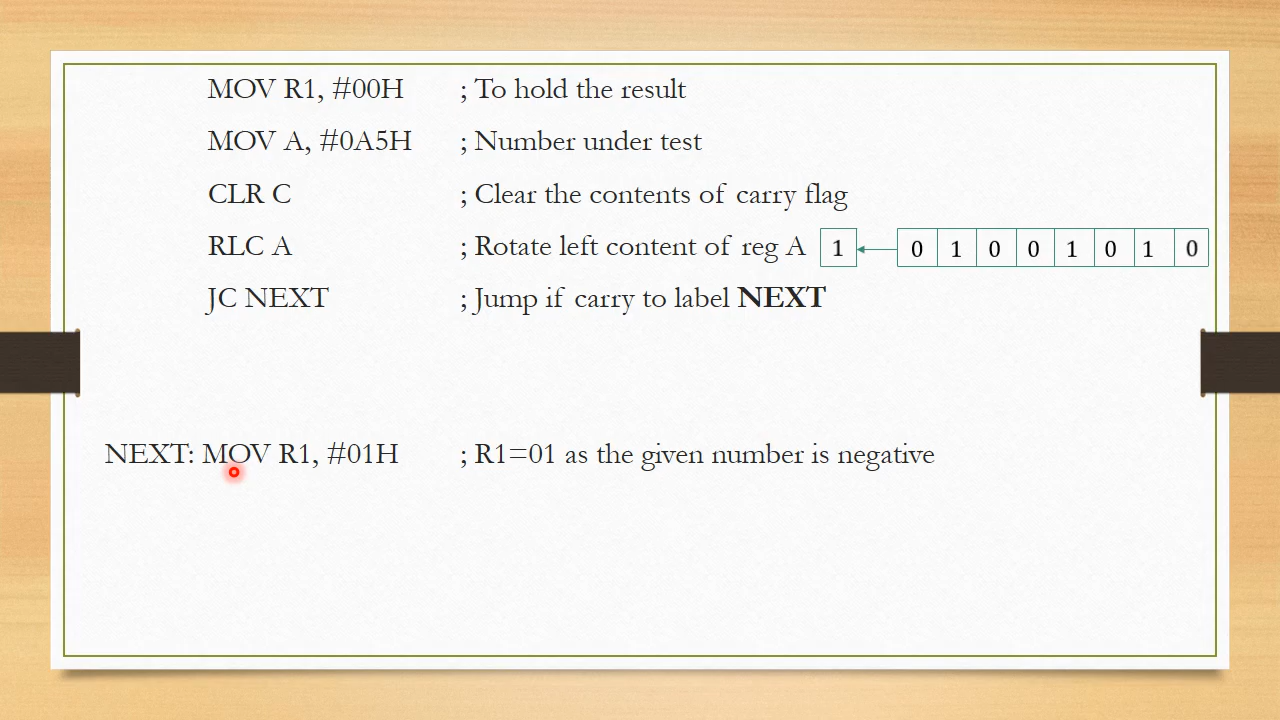 MOV R1, #00H ; To hold the result
MOV A, #0A5H ; Number under test
CLR C ; Clear the contents of carry flag
RLC A ; Rotate left content of reg A 1 0 1 0 0 1 0 1 0
JC NEXT ; Jump if carry to label NEXT
NEXT: MOV R1, #01H ; R1=01 as the given number is negative